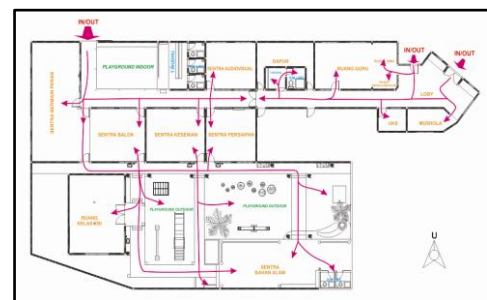 IN/OUT
IN/OUT
IN/OUT
PLAYGROUND INDOOR
SENTRA BERMAIN PERAN
SENTRA AUDIOVISUAL
DAPUR
RUANG GURU
LOBY
SENTRA BALOK
SENTRA KESENIAN
SENTRA PERSIAPAN
UKS
MUSHOLA
RUANG
PLAYGROUND OUTDOOR
PLAYGROUND OUTDOOR
SENTRA
BAHAN ALAM
U